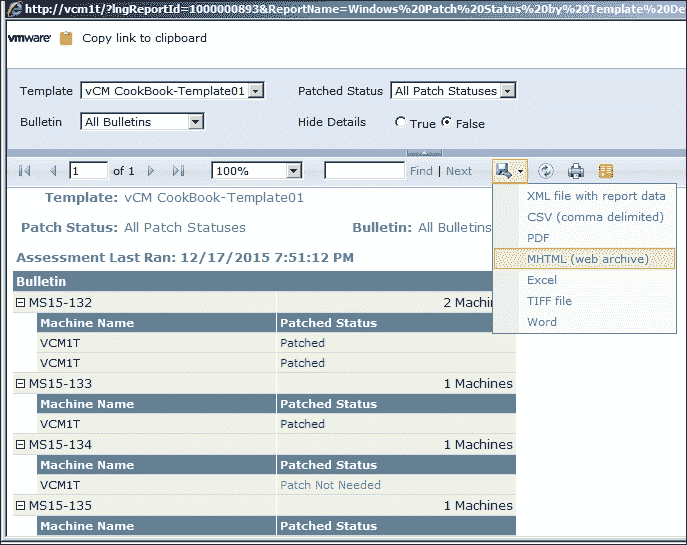 http://vcm1t/?lngReportId=1000000893&ReportName=Windows%20Patch%20Status%20by%20Template%20De
vmware Copy link to clipboard
Template vCM CookBook-Template01 Patched Status All Patch Statuses
Bulletin All Bulletins Hide Details True False
1 of 1 100% Find | Next
XML file with report data
CSV (comma delimited)
PDF
MHTML (web archive)
Excel
TIFF file
Word
Template: vCM CookBook-Template01
Patch Status: All Patch Statuses Bulletin: All Bulletins
Assessment Last Ran: 12/17/2015 7:51:12 PM
Bulletin
MS15-132 2 Machin
Machine Name Patched Status
VCM1T Patched
VCM1T Patched
MS15-133 1 Machines
Machine Name Patched Status
VCM1T Patched
MS15-134 1 Machines
Machine Name Patched Status
VCM1T Patch Not Needed
MS15-135 1 Machines
Machine Name Patched Status